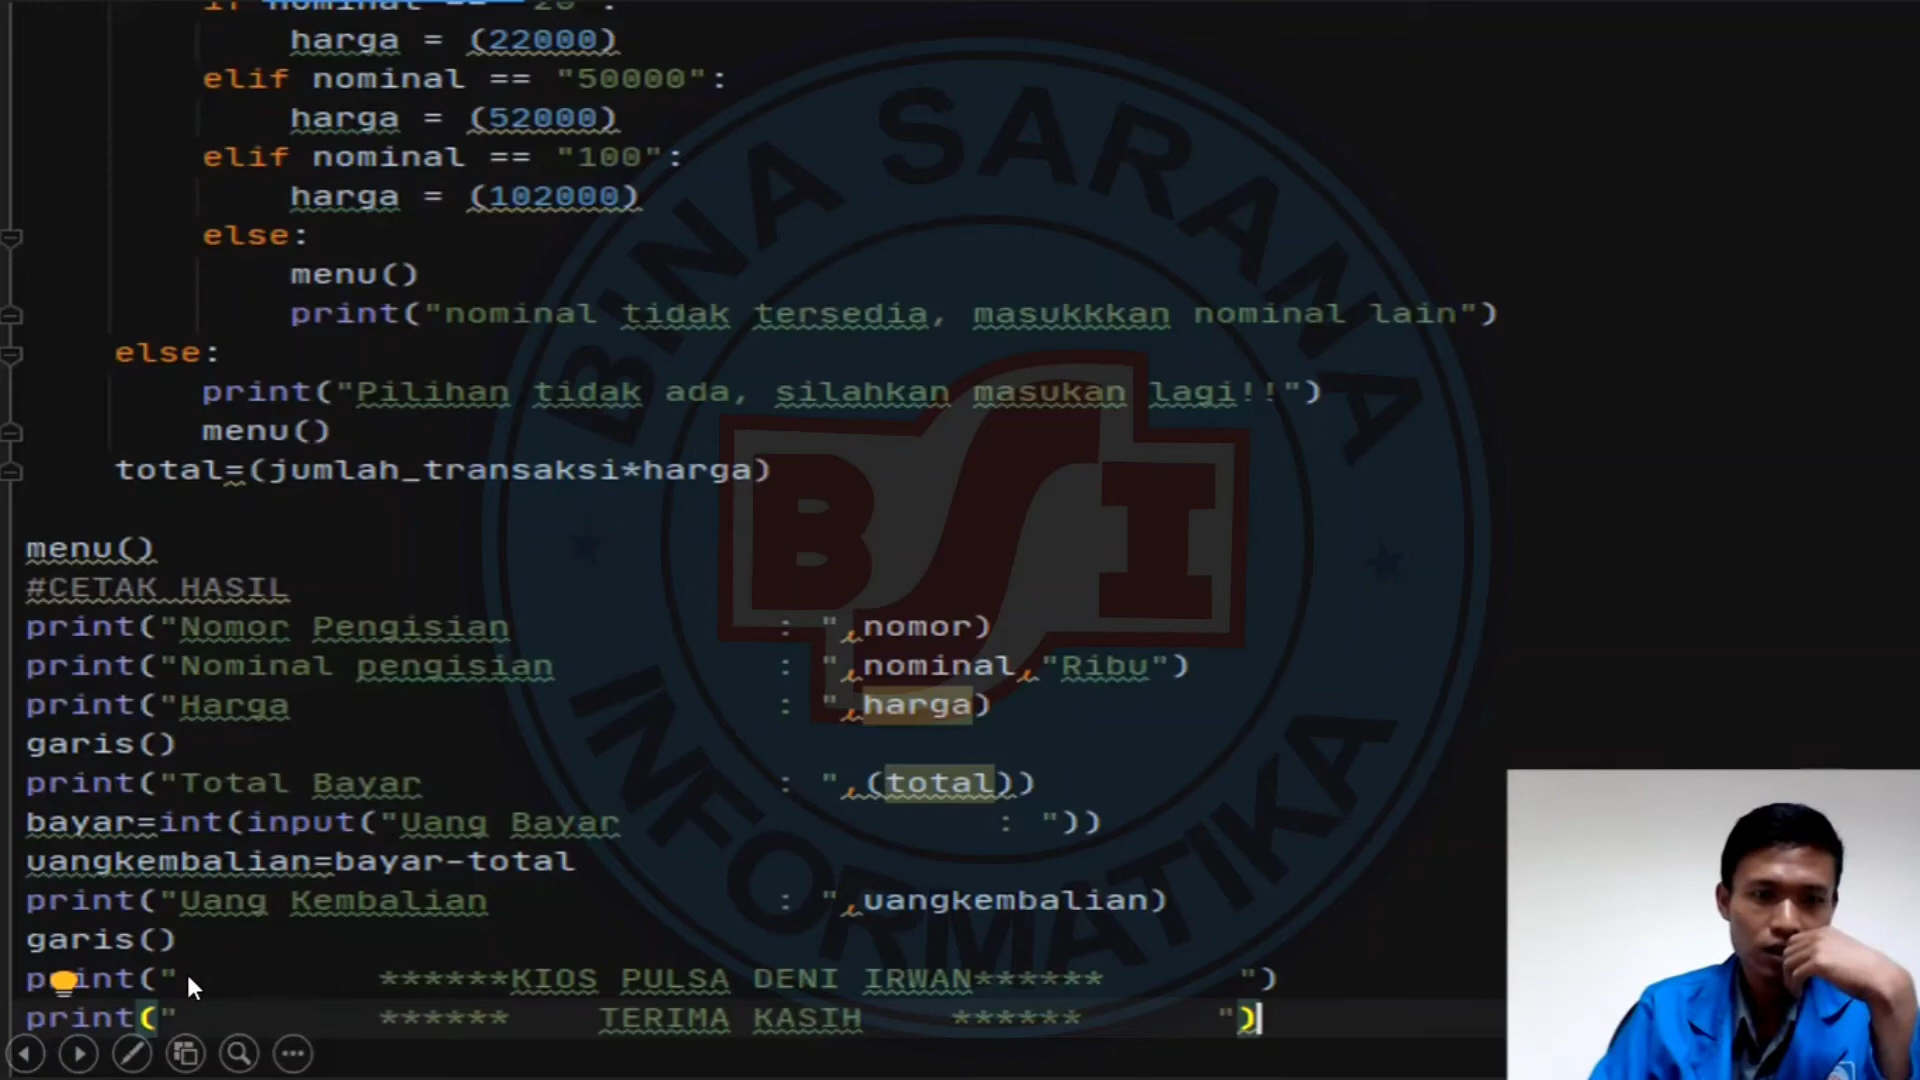 if nominal == "20":
harga = (22000)
elif nominal == "50000":
harga = (52000)
elif nominal == "100":
harga = (102000)
else:
menu()
print("nominal tidak tersedia, masukkkan nominal lain")
else:
print("Pilihan tidak ada, silahkan masukan lagi!!")
menu()
total=(jumlah_transaksi*harga)
menu()
#CETAK HASIL
print("Nomor Pengisian : ",nomor)
print("Nominal pengisian : ",nominal,"Ribu")
print("Harga : ",harga)
garis()
print("Total Bayar : ",(total))
bayar=int(input("Uang Bayar : "))
uangkembalian=bayar-total
print("Uang Kembalian : ",uangkembalian)
garis()
print(" ******KIOS PULSA DENI IRWAN****** ")
print(" ****** TERIMA KASIH ****** ")
BINA SARANA
BSI
INFORMATIKA